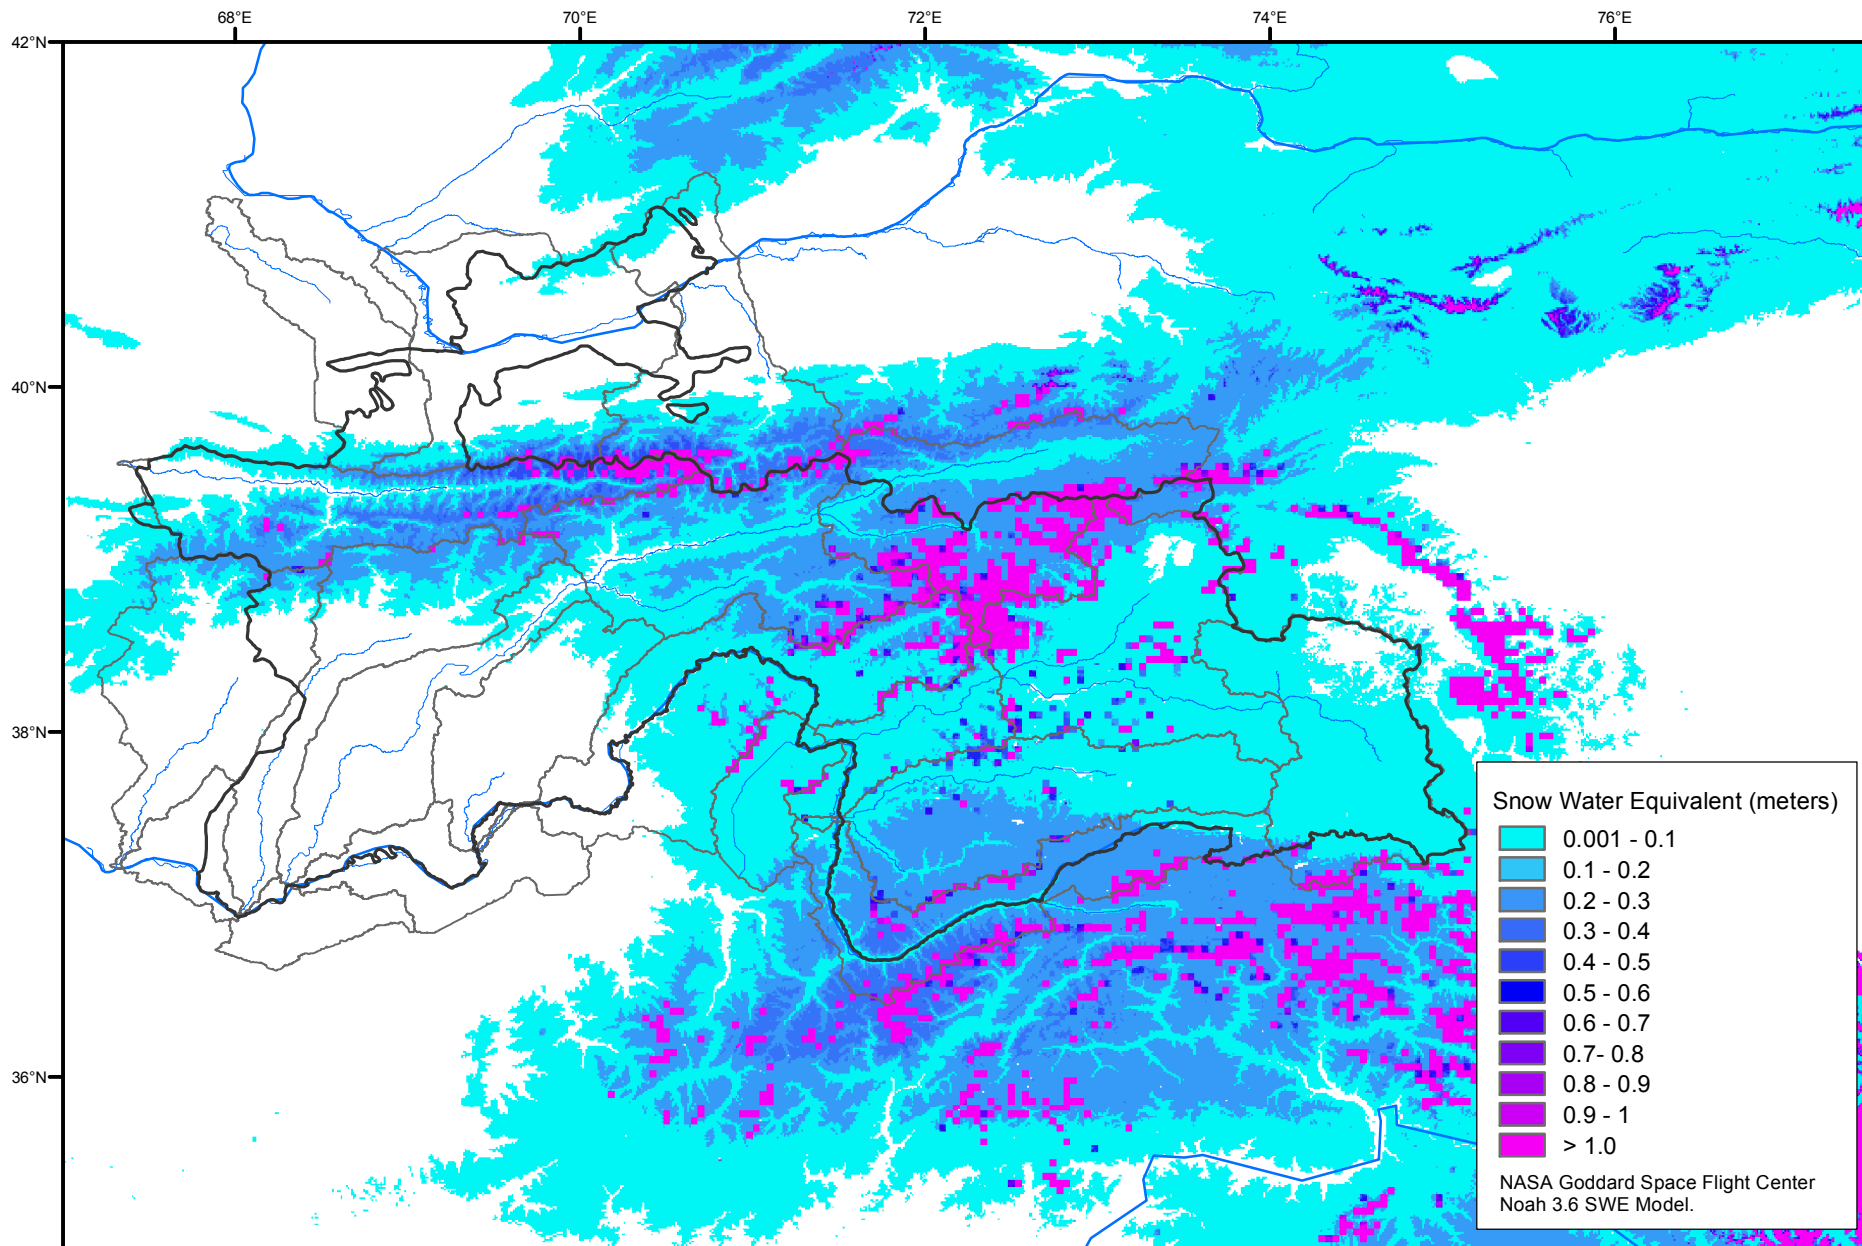 68°E
70°E
72°E
74°E
76°E
42°N
40°N
38°N
36°N
Snow Water Equivalent (meters)
0.001 - 0.1
0.1 - 0.2
0.2 - 0.3
0.3 - 0.4
0.4 - 0.5
0.5 - 0.6
0.6 - 0.7
0.7- 0.8
0.8 - 0.9
0.9 - 1
> 1.0
NASA Goddard Space Flight Center
Noah 3.6 SWE Model.